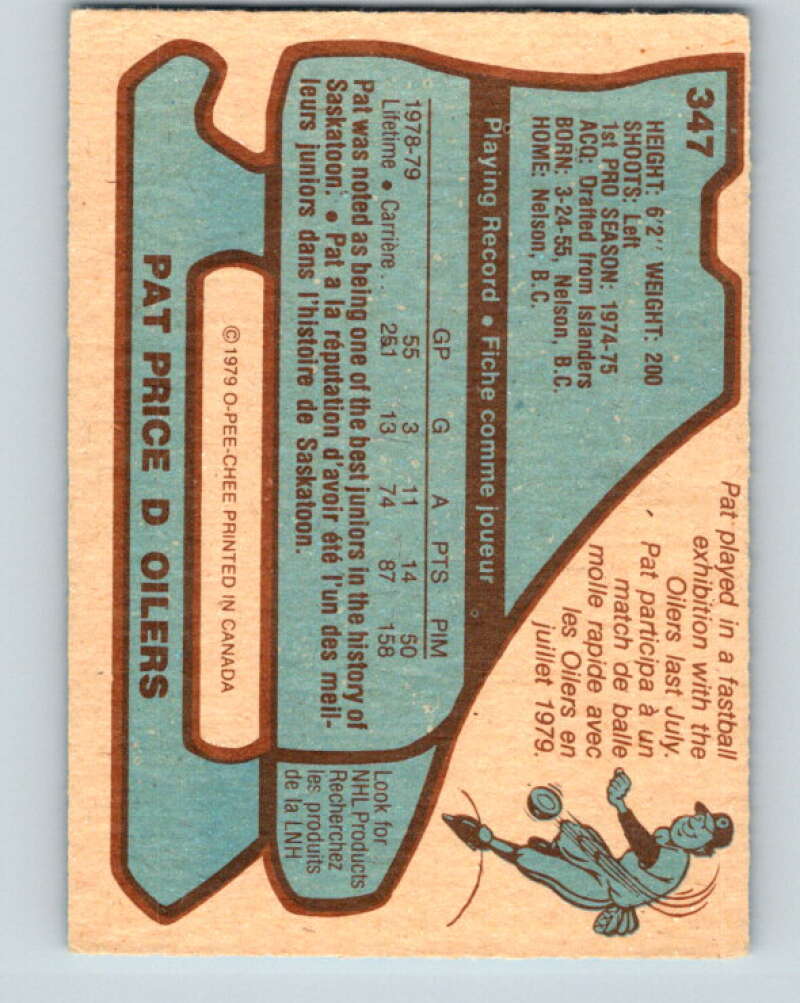 347
HEIGHT: 6'2" WEIGHT: 200
SHOOTS: Left
1st PRO SEASON: 1974-75
ACQ: Drafted from Islanders
BORN: 3-24-55, Nelson, B.C.
HOME: Nelson, B.C.
Pat played in a fastball
exhibition with the
Oilers last July.
Pat participa à un
match de balle
molle rapide avec
les Oilers en
juillet 1979.
Playing Record • Fiche comme joueur
GP G A PTS PIM
1978-79 55 3 11 14 50
Lifetime • Carrière . . 261 13 74 87 158
Pat was noted as being one of the best juniors in the history of
Saskatoon. • Pat a la réputation d'avoir été l'un des meil-
leurs juniors dans l'histoire de Saskatoon.
Look for
NHL Products
Recherchez
les produits
de la LNH
©1979 O-PEE-CHEE PRINTED IN CANADA
PAT PRICE D OILERS